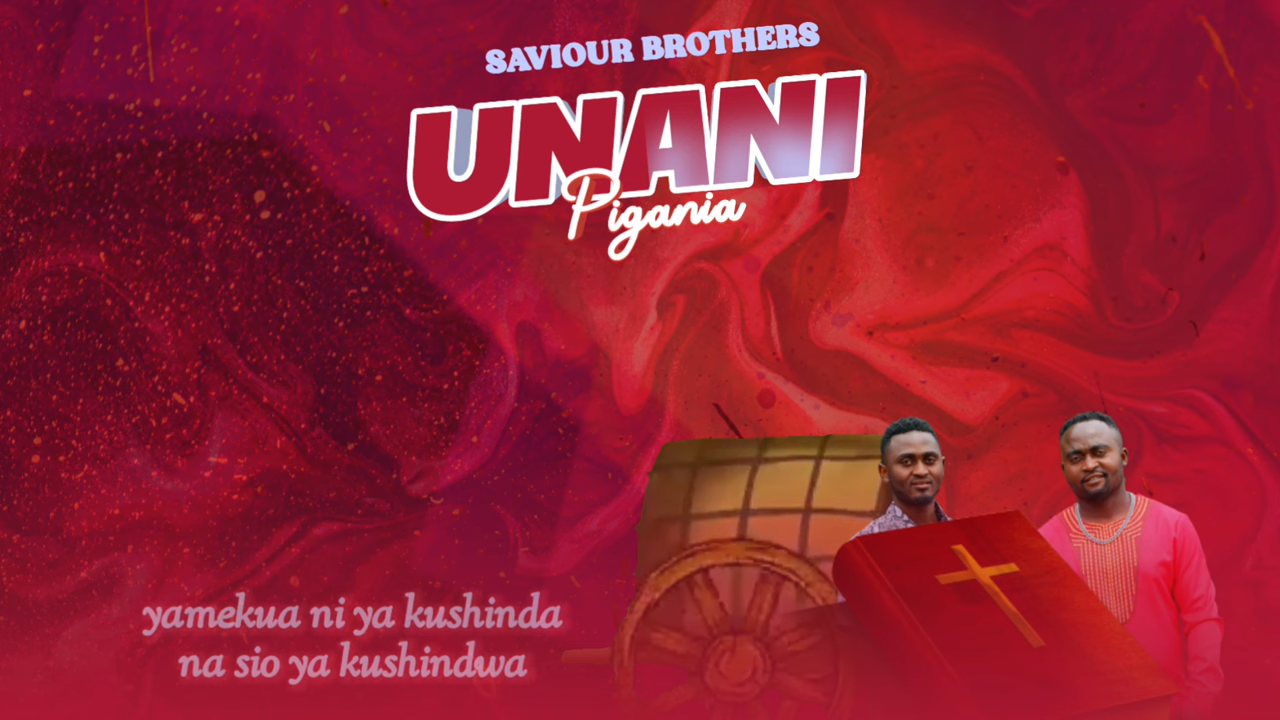 SAVIOUR BROTHERS
UNANI
Pigania
yamekua ni ya kushinda
na sio ya kushindwa